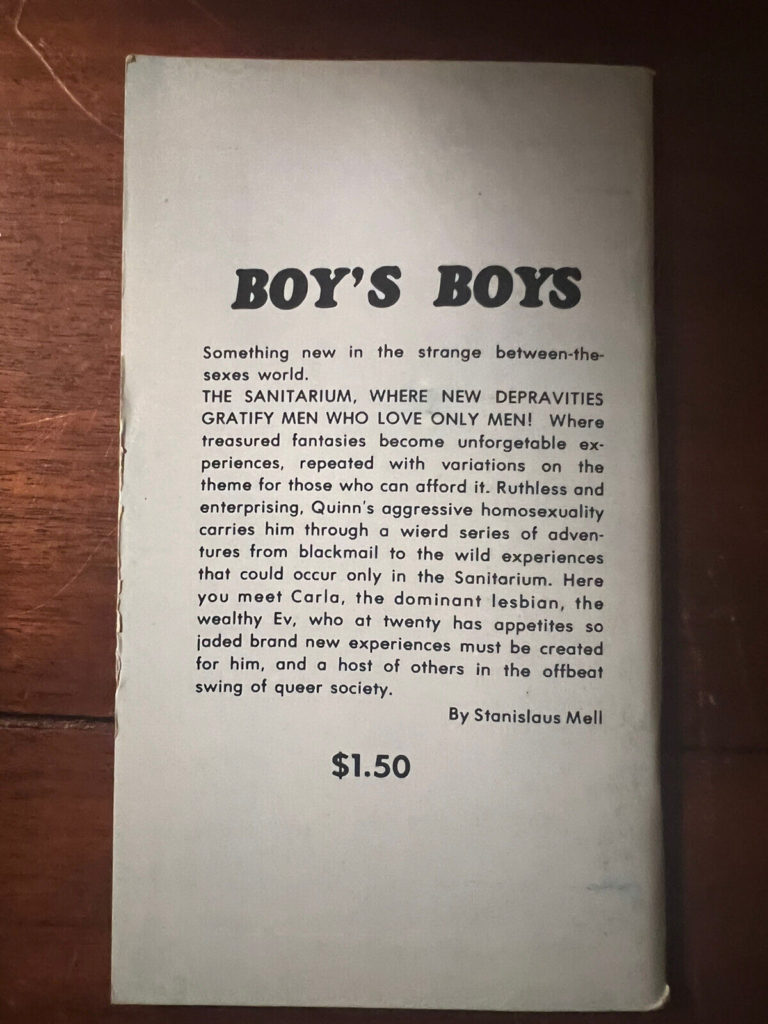 BOY'S BOYS
Something new in the strange between-the-
sexes world.
THE SANITARIUM, WHERE NEW DEPRAVITIES
GRATIFY MEN WHO LOVE ONLY MEN! Where
treasured fantasies become unforgetable ex-
periences, repeated with variations on the
theme for those who can afford it. Ruthless and
enterprising, Quinn's aggressive homosexuality
carries him through a wierd series of adven-
tures from blackmail to the wild experiences
that could occur only in the Sanitarium. Here
you meet Carla, the dominant lesbian, the
wealthy Ev, who at twenty has appetites so
jaded brand new experiences must be created
for him, and a host of others in the offbeat
swing of queer society.
By Stanislaus Mell
$1.50